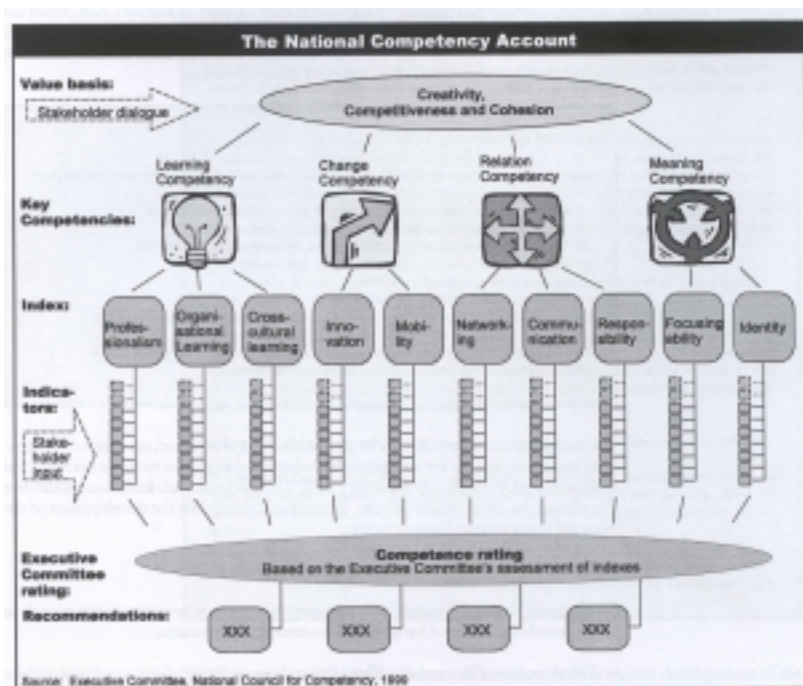 The National Competency Account
Value basis:
Stakeholder dialogue
Creativity,
Competitiveness and Cohesion
Learning
Competency
Change
Competency
Relation
Competency
Meaning
Competency
Key
Competencies:
Index:
Profes-
sionalism
Organi-
sational
Learning
Cross-
cultural
learning
Inno-
vation
Mobi-
lity
Network-
ing
Commu-
nication
Respon-
sibility
Focusing
ability
Identity
Indica-
tors:
Stake-
holder
input
Executive
Committee
rating:
Competence rating
Based on the Executive Committee's assessment of indexes
Recommendations:
XXX
XXX
XXX
XXX
Source: Executive Committee, National Council for Competency, 1999